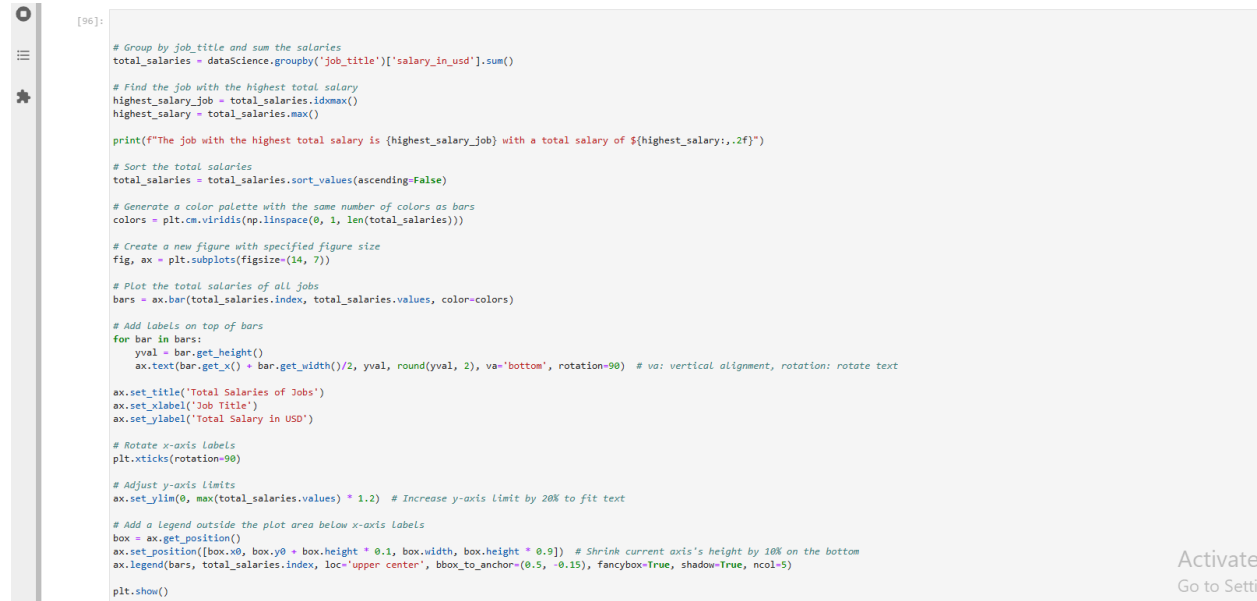 [96]:
# Group by job_title and sum the salaries
total_salaries = dataScience.groupby('job_title')['salary_in_usd'].sum()
# Find the job with the highest total salary
highest_salary_job = total_salaries.idxmax()
highest_salary = total_salaries.max()
print(f"The job with the highest total salary is {highest_salary_job} with a total salary of ${highest_salary:,.2f}")
# Sort the total salaries
total_salaries = total_salaries.sort_values(ascending=False)
# Generate a color palette with the same number of colors as bars
colors = plt.cm.viridis(np.linspace(0, 1, len(total_salaries)))
# Create a new figure with specified figure size
fig, ax = plt.subplots(figsize=(14, 7))
# Plot the total salaries of all jobs
bars = ax.bar(total_salaries.index, total_salaries.values, color=colors)
# Add labels on top of bars
for bar in bars:
    yval = bar.get_height()
    ax.text(bar.get_x() + bar.get_width()/2, yval, round(yval, 2), va='bottom', rotation=90)  # va: vertical alignment, rotation: rotate text
ax.set_title('Total Salaries of Jobs')
ax.set_xlabel('Job Title')
ax.set_ylabel('Total Salary in USD')
# Rotate x-axis labels
plt.xticks(rotation=90)
# Adjust y-axis limits
ax.set_ylim(0, max(total_salaries.values) * 1.2)  # Increase y-axis limit by 20% to fit text
# Add a legend outside the plot area below x-axis labels
box = ax.get_position()
ax.set_position([box.x0, box.y0 + box.height * 0.1, box.width, box.height * 0.9])  # Shrink current axis's height by 10% on the bottom
ax.legend(bars, total_salaries.index, loc='upper center', bbox_to_anchor=(0.5, -0.15), fancybox=True, shadow=True, ncol=5)
plt.show()
Activate
Go to Setti